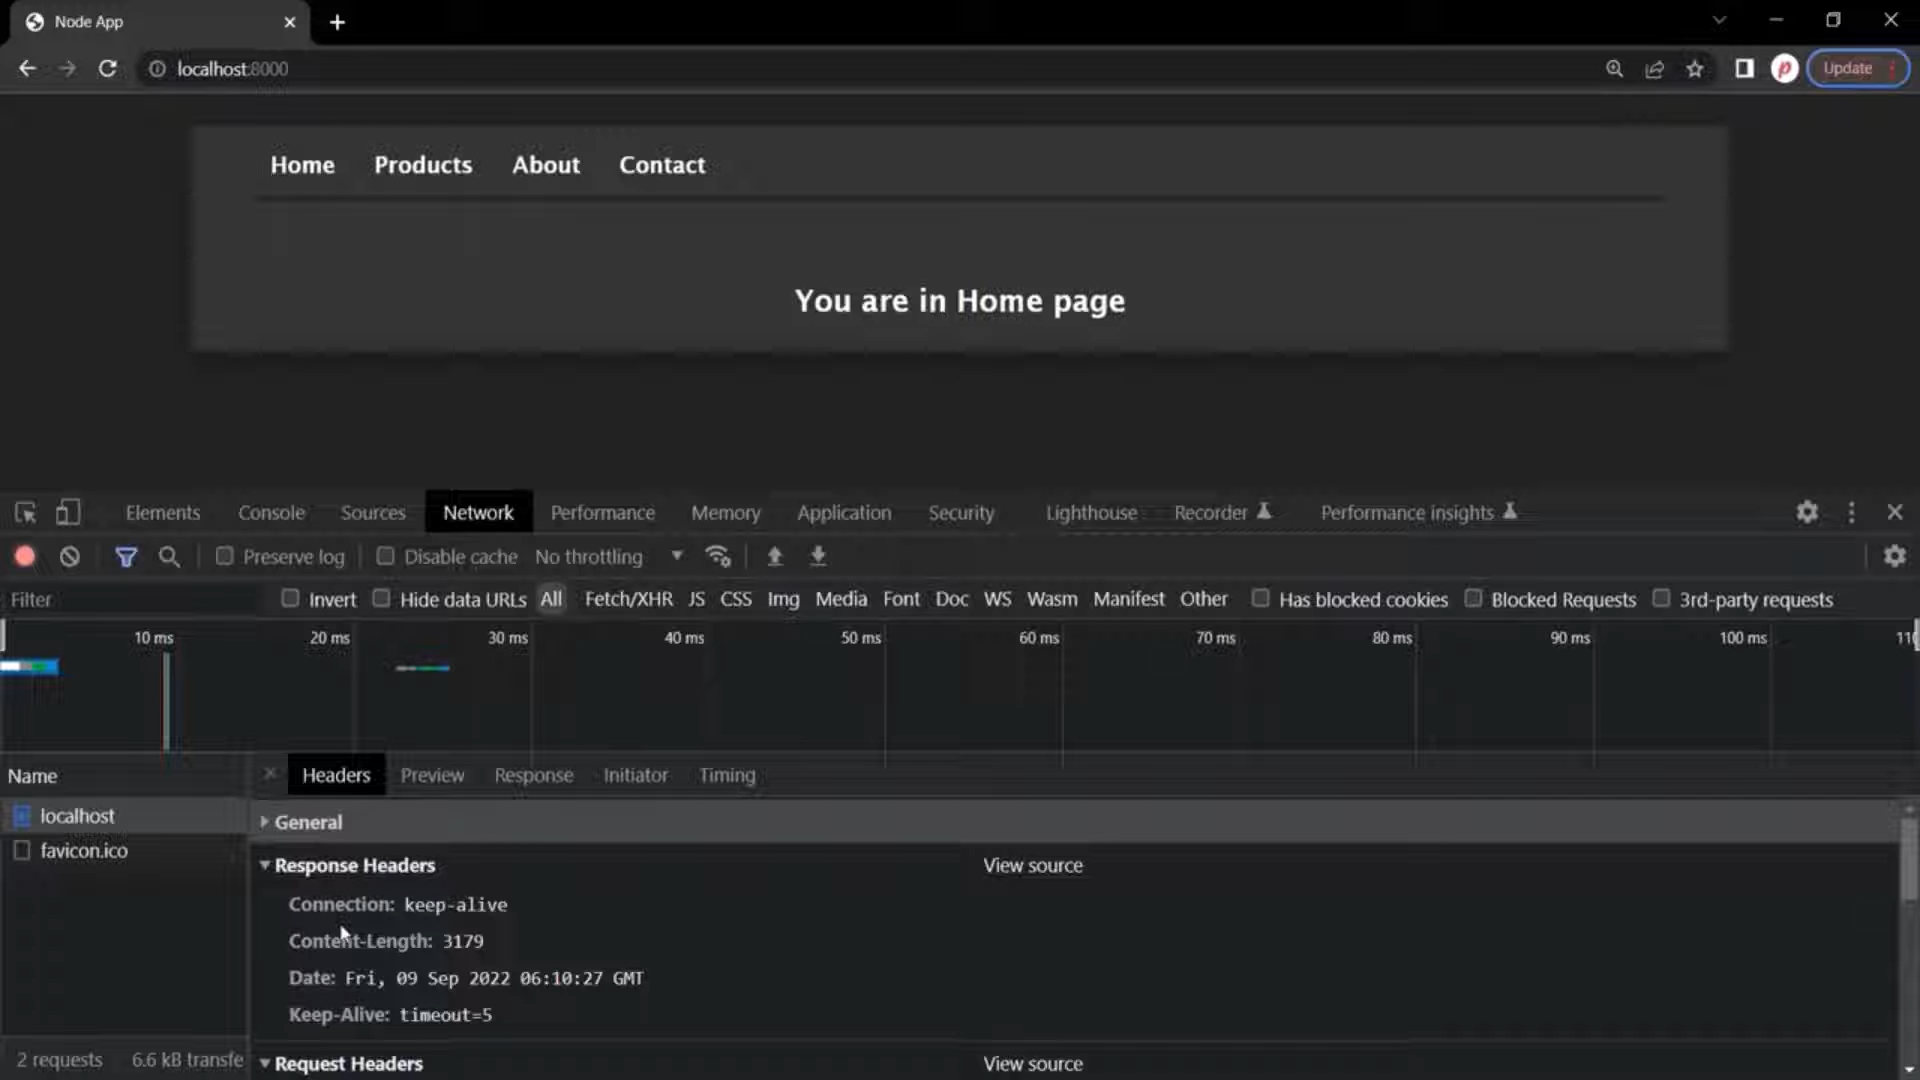 Node App
localhost:8000
Update
Home Products About Contact
You are in Home page
Elements Console Sources Network Performance Memory Application Security Lighthouse Recorder Performance insights
Preserve log Disable cache No throttling
Filter Invert Hide data URLs All Fetch/XHR JS CSS Img Media Font Doc WS Wasm Manifest Other Has blocked cookies Blocked Requests 3rd-party requests
10 ms 20 ms 30 ms 40 ms 50 ms 60 ms 70 ms 80 ms 90 ms 100 ms 110
Name Headers Preview Response Initiator Timing
localhost
favicon.ico
General
Response Headers View source
Connection: keep-alive
Content-Length: 3179
Date: Fri, 09 Sep 2022 06:10:27 GMT
Keep-Alive: timeout=5
2 requests 6.6 kB transfe
Request Headers View source